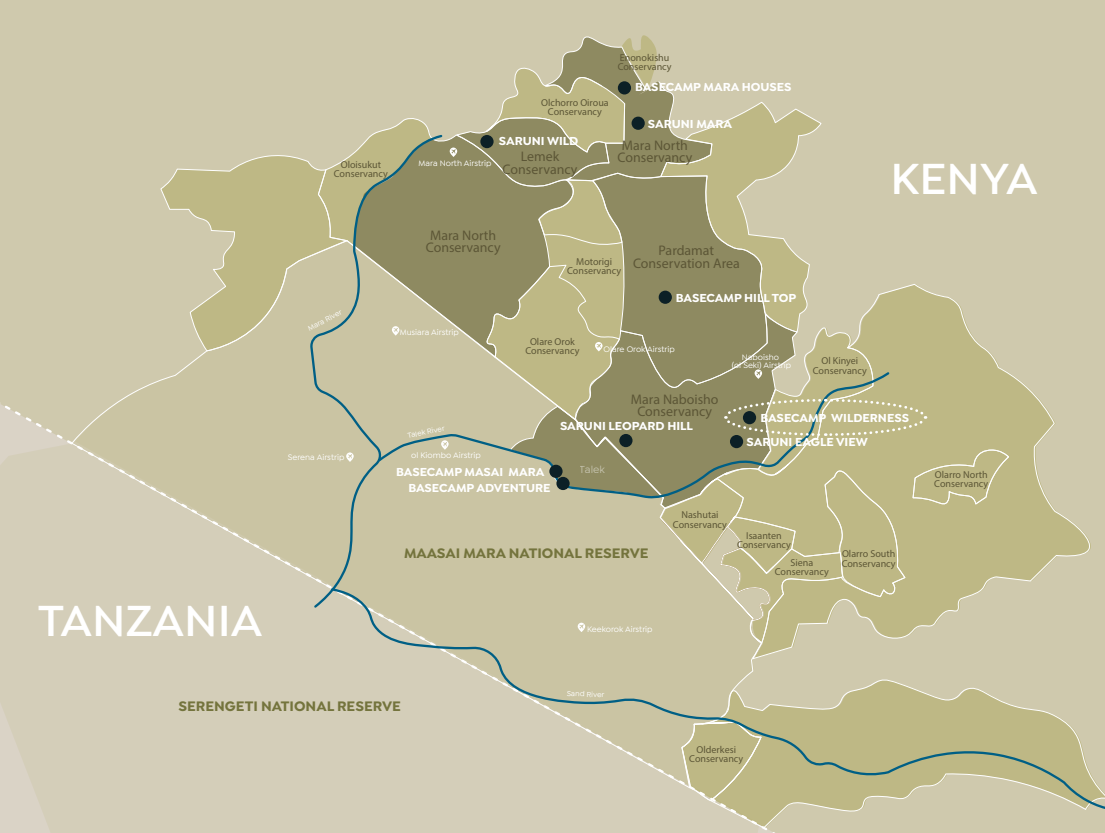 Enonokishu
Conservancy
BASECAMP MARA HOUSES
Olchorro Oiroua
Conservancy
SARUNI MARA
SARUNI WILD
Mara North
Conservancy
Lemek
Conservancy
Mara North Airstrip
Oloisukut
Conservancy
KENYA
Mara North
Conservancy
Pardamat
Conservation Area
Motorigi
Conservancy
BASECAMP HILL TOP
Mara River
Musiara Airstrip
Olare Orok
Conservancy
Olare Orok Airstrip
Naboisho
(ol Seki) Airstrip
Ol Kinyei
Conservancy
Mara Naboisho
Conservancy
BASECAMP WILDERNESS
SARUNI LEOPARD HILL
SARUNI EAGLE VIEW
Talek River
ol Kiombo Airstrip
Serena Airstrip
BASECAMP MASAI MARA
Talek
BASECAMP ADVENTURE
Olarro North
Conservancy
Nashutai
Conservancy
Isaanten
Conservancy
Siena
Conservancy
Olarro South
Conservancy
MAASAI MARA NATIONAL RESERVE
TANZANIA
Keekorok Airstrip
Sand River
SERENGETI NATIONAL RESERVE
Olderkesi
Conservancy